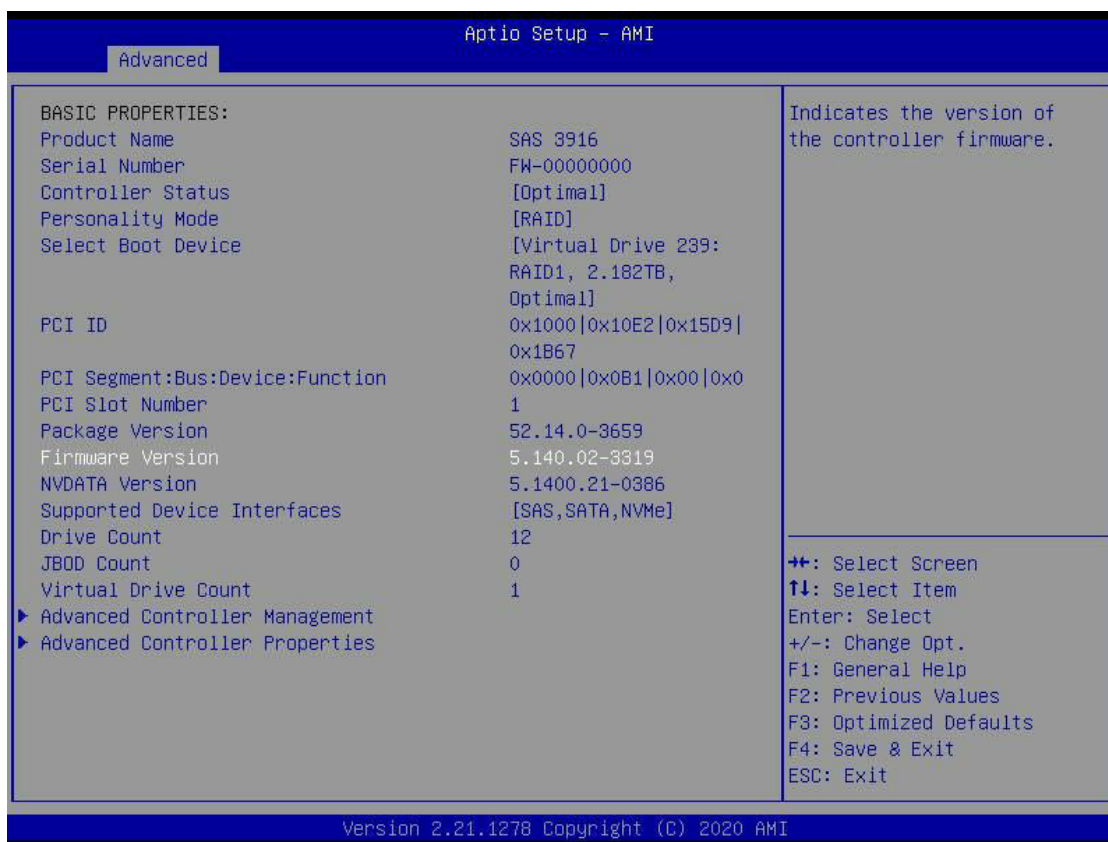 Aptio Setup – AMI
Advanced
BASIC PROPERTIES:
Product Name SAS 3916
Serial Number FW-00000000
Controller Status [Optimal]
Personality Mode [RAID]
Select Boot Device [Virtual Drive 239:
RAID1, 2.182TB,
Optimal]
PCI ID 0x1000|0x10E2|0x15D9|
0x1B67
PCI Segment:Bus:Device:Function 0x0000|0x0B1|0x00|0x0
PCI Slot Number 1
Package Version 52.14.0-3659
Firmware Version 5.140.02-3319
NVDATA Version 5.1400.21-0386
Supported Device Interfaces [SAS,SATA,NVMe]
Drive Count 12
JBOD Count 0
Virtual Drive Count 1
▶ Advanced Controller Management
▶ Advanced Controller Properties
Indicates the version of
the controller firmware.
→←: Select Screen
↑↓: Select Item
Enter: Select
+/-: Change Opt.
F1: General Help
F2: Previous Values
F3: Optimized Defaults
F4: Save & Exit
ESC: Exit
Version 2.21.1278 Copyright (C) 2020 AMI